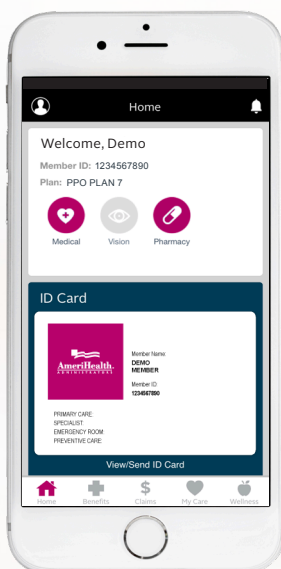 Home
Welcome, Demo
Member ID: 1234567890
Plan: PPO PLAN 7
Medical
Vision
Pharmacy
ID Card
AmeriHealth.
ADMINISTRATORS
Member Name:
DEMO
MEMBER
Member ID:
1234567890
PRIMARY CARE:
SPECIALIST:
EMERGENCY ROOM:
PREVENTIVE CARE:
View/Send ID Card
Home
Benefits
Claims
My Care
Wellness